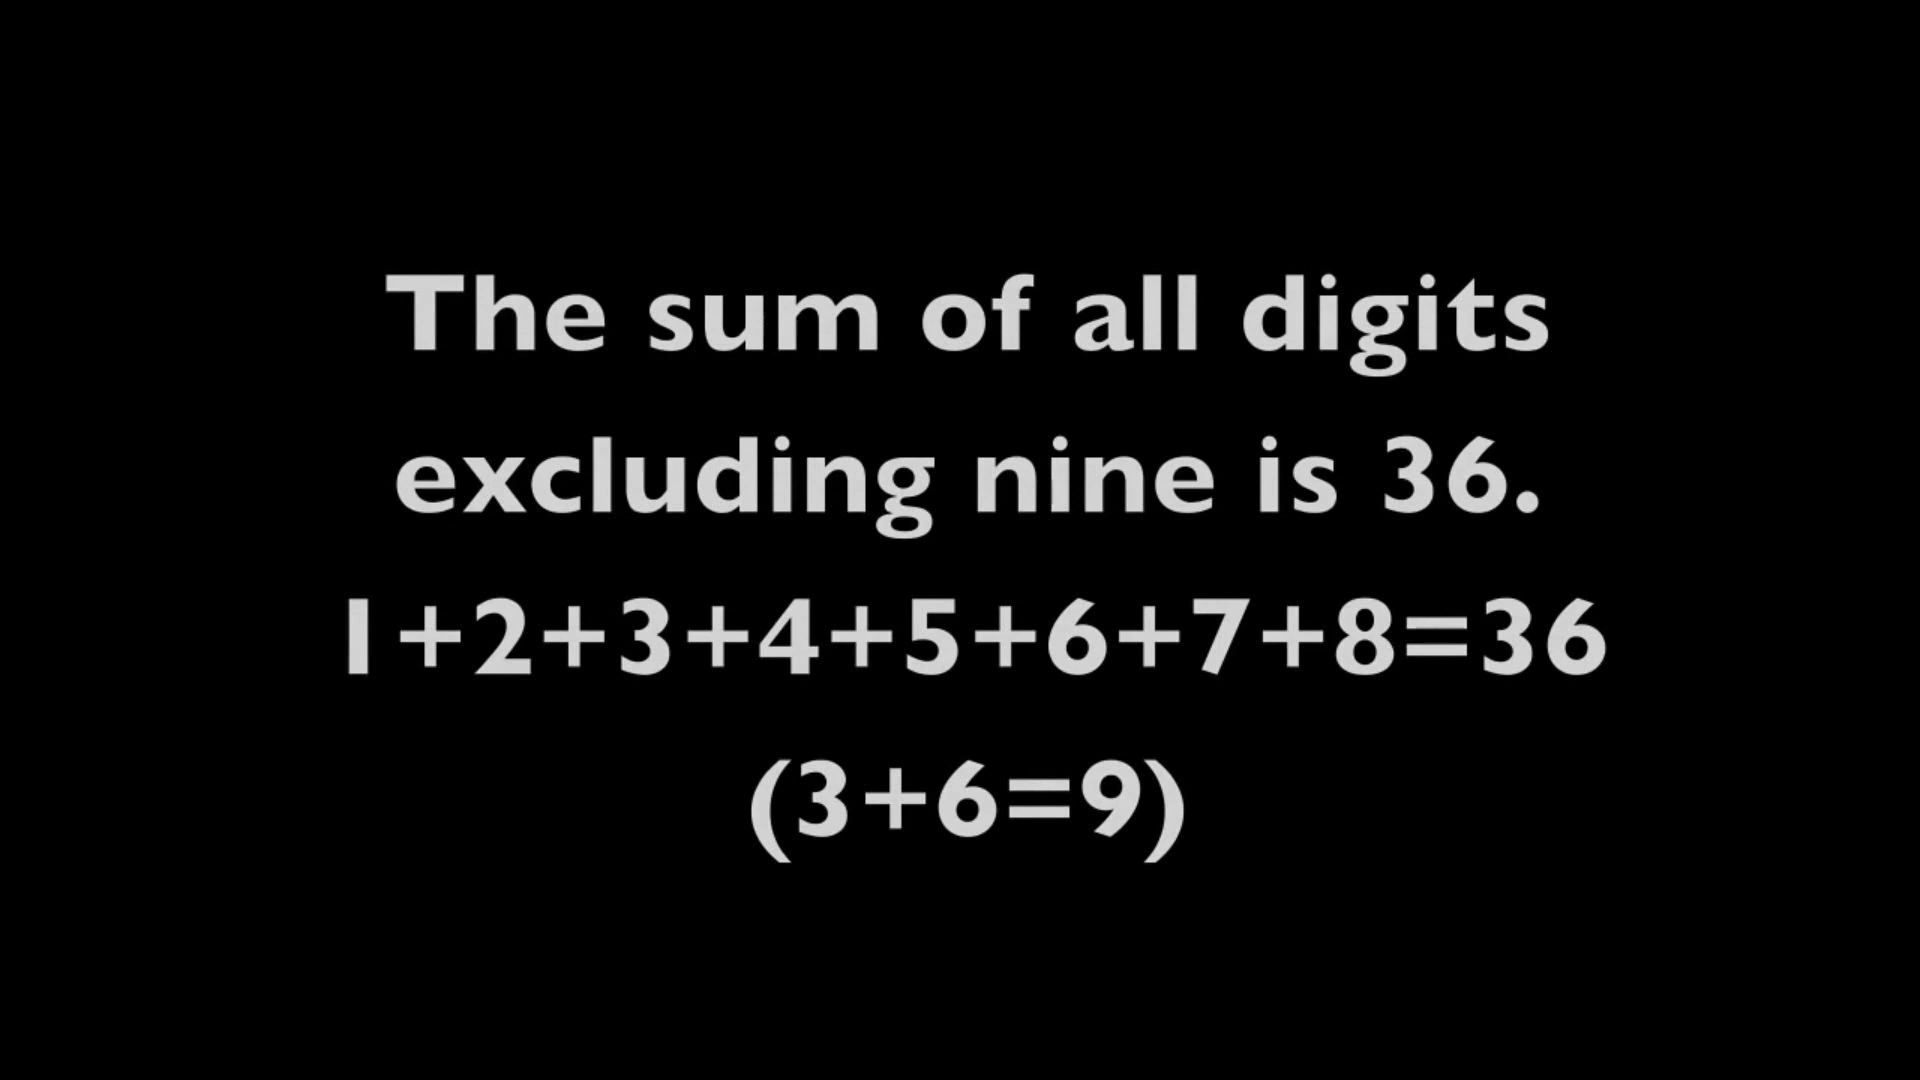 The sum of all digits
excluding nine is 36.
1+2+3+4+5+6+7+8=36
(3+6=9)